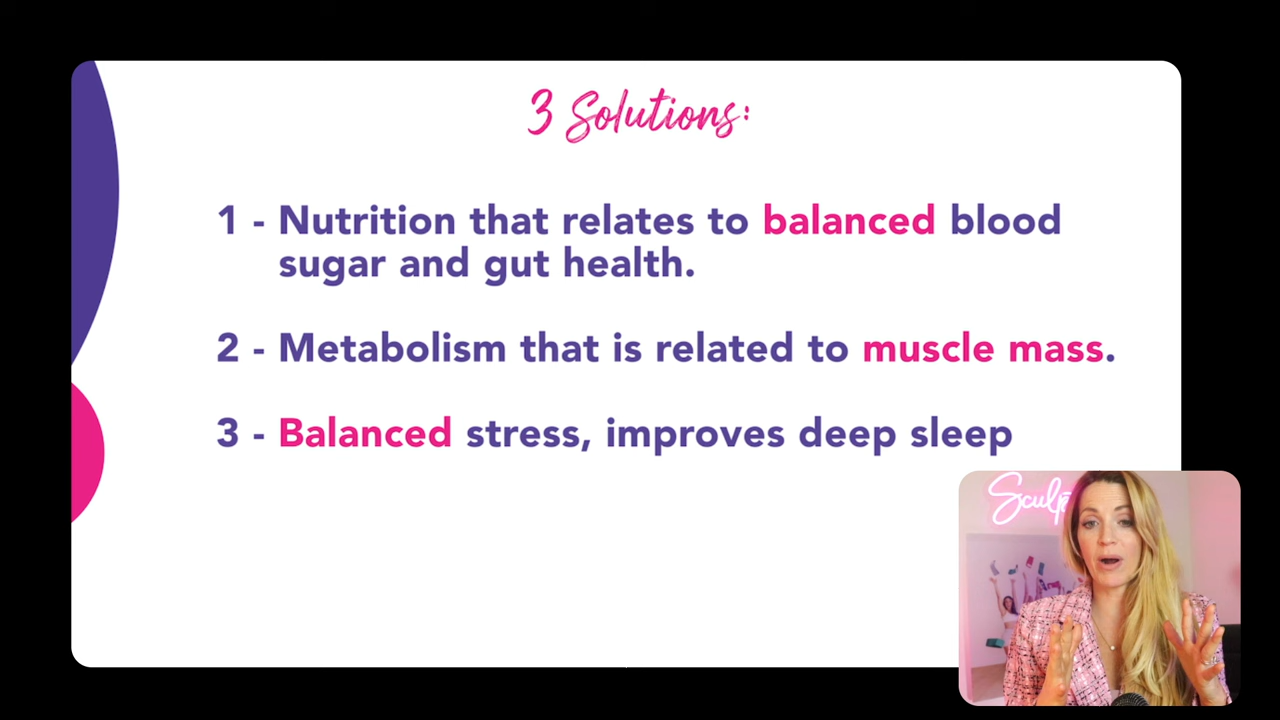 3 Solutions:
1 - Nutrition that relates to balanced blood
sugar and gut health.
2 - Metabolism that is related to muscle mass.
3 - Balanced stress, improves deep sleep